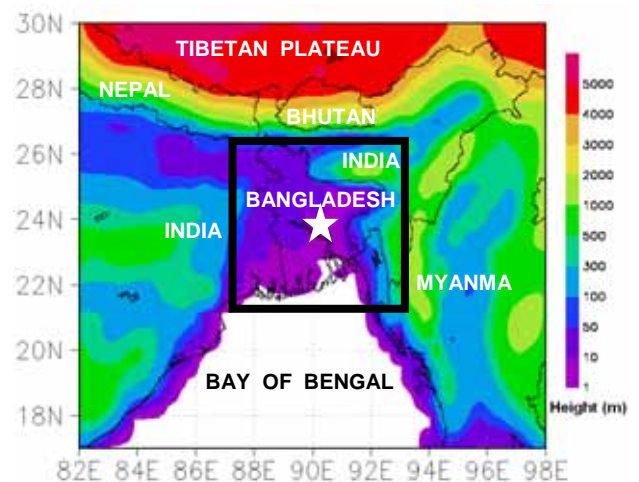 30N
TIBETAN PLATEAU
NEPAL
28N
BHUTAN
26N
INDIA
BANGLADESH
24N
INDIA
22N
MYANMA
20N
BAY OF BENGAL
18N
82E 84E 86E 88E 90E 92E 94E 96E 98E
5000
4000
3000
2000
1000
500
300
100
50
10
1
Height (m)